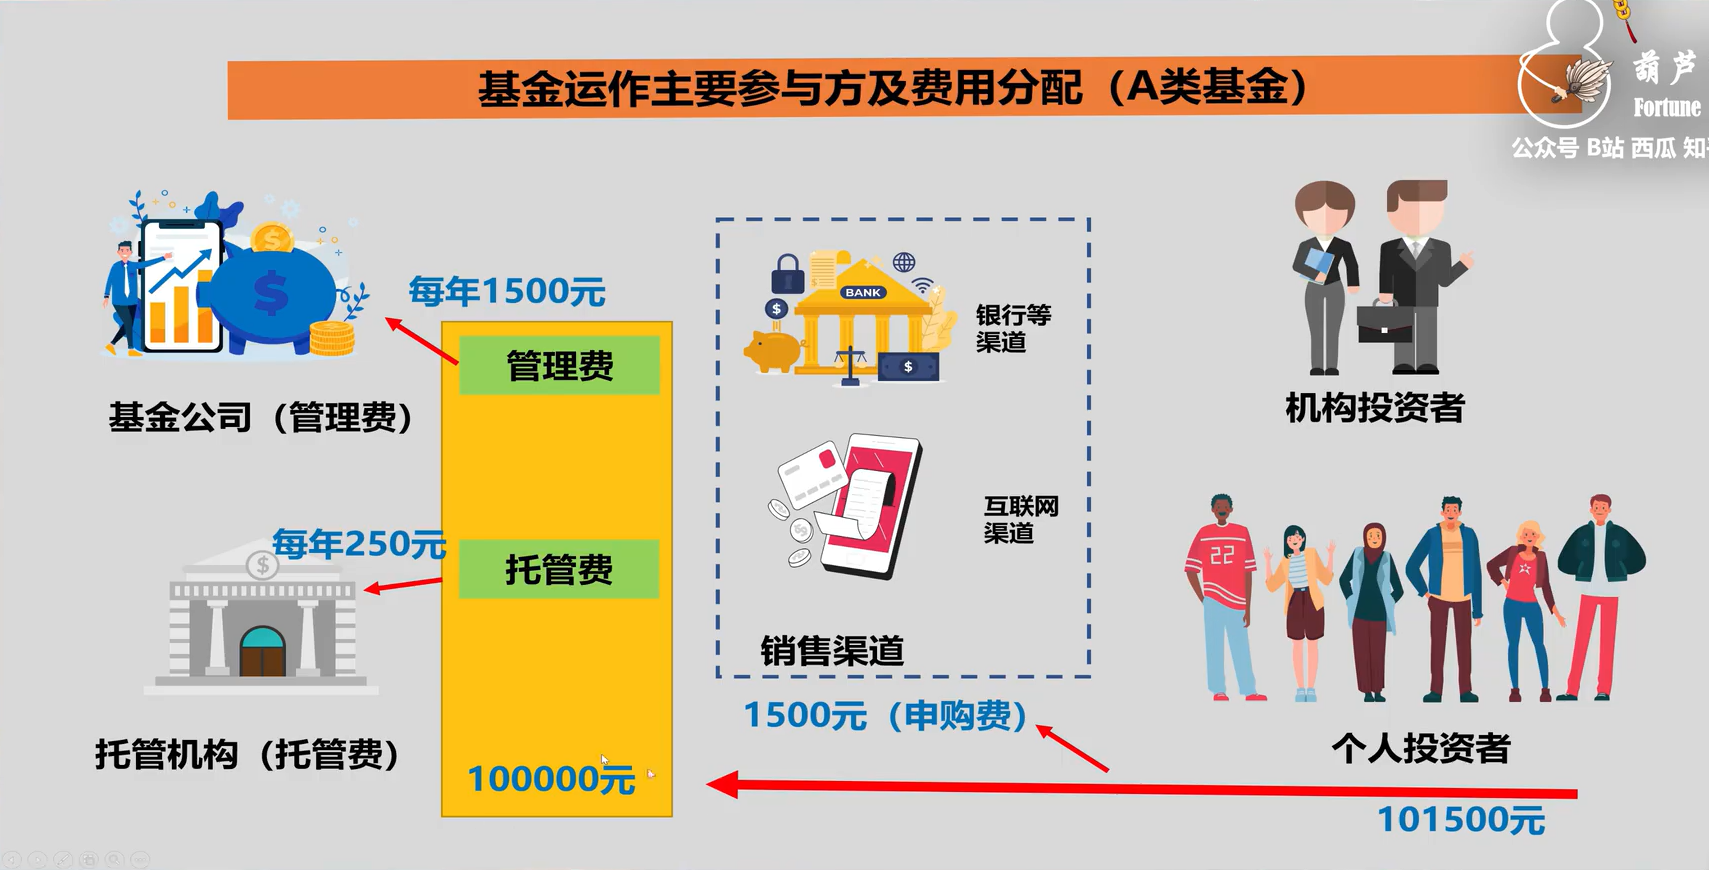 基金运作主要参与方及费用分配（A类基金）
葫芦
Fortune
公众号 B站 西瓜 知
每年1500元
管理费
基金公司（管理费）
BANK
银行等
渠道
机构投资者
互联网
渠道
每年250元
托管费
22
销售渠道
1500元（申购费）
托管机构（托管费）
100000元
个人投资者
101500元